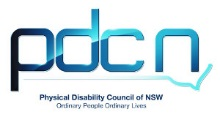 pdcn
Physical Disability Council of NSW
Ordinary People Ordinary Lives